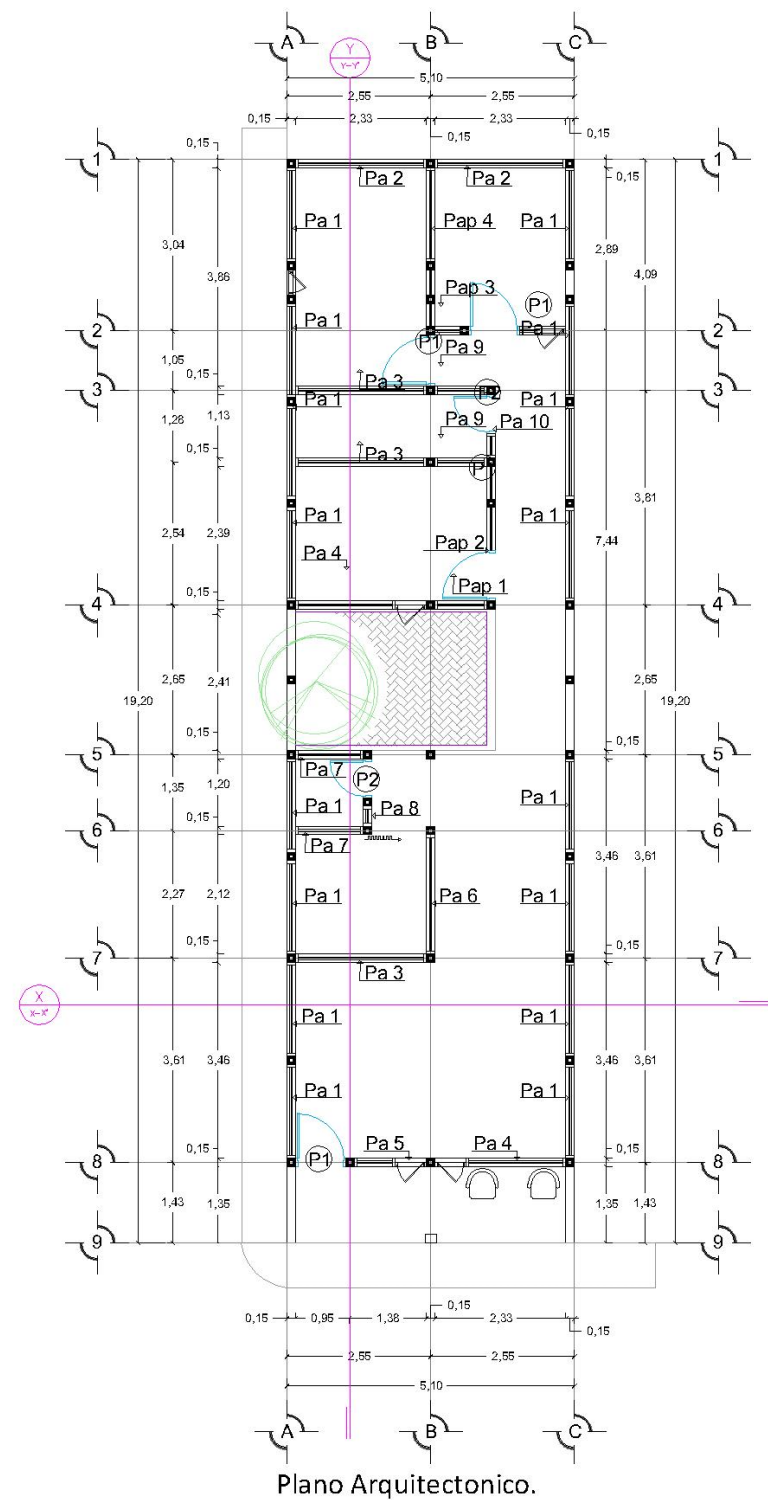 A B C
Y
Y-Y'
5,10
2,55 2,55
0,15 2,33 2,33 0,15
0,15
0,15
1 1
0,15
Pa 2 Pa 2
Pa 1 Pap 4 Pa 1
3,04 3,86 2,89 4,09
Pap 3
P1
Pa 1 Pa 1
2 2
P1
Pa 9
1,05
0,15
Pa 3
3 3
P2
Pa 1 Pa 1
1,28 1,13
Pa 9 Pa 10
0,15
Pa 3
P
Pa 1 Pa 1
3,81
2,54 2,39 7,44
Pap 2
Pa 4
Pap 1
0,15
4 4
2,65 2,41 2,65
19,20 19,20
0,15 0,15
5 5
Pa 7 P2
1,35 1,20
Pa 1 Pa 8 Pa 1
0,15
6 6
Pa 7
3,46 3,61
2,27 2,12
Pa 1 Pa 6 Pa 1
0,15 0,15
7 7
Pa 3
X
X-X'
Pa 1 Pa 1
3,61 3,46 3,46 3,61
Pa 1 Pa 1
0,15 Pa 5 Pa 4 0,15
P1
8 8
1,43 1,35 1,35 1,43
9 9
0,15
0,15 0,95 1,38 2,33
0,15
2,55 2,55
5,10
A B C
Plano Arquitectonico.